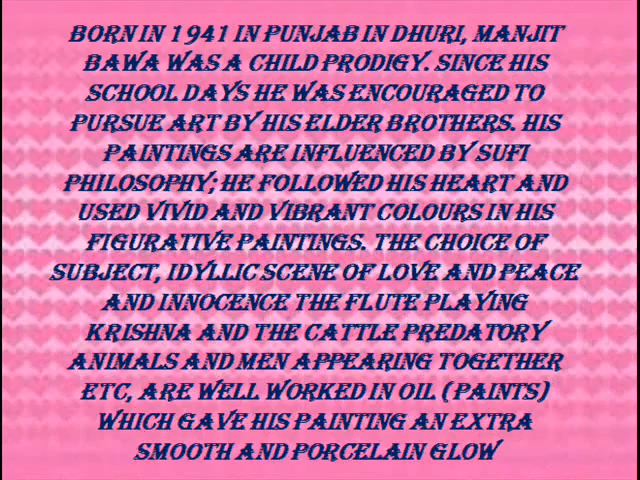 BORN IN 1941 IN PUNJAB IN DHURI, MANJIT
BAWA WAS A CHILD PRODIGY. SINCE HIS
SCHOOL DAYS HE WAS ENCOURAGED TO
PURSUE ART BY HIS ELDER BROTHERS. HIS
PAINTINGS ARE INFLUENCED BY SUFI
PHILOSOPHY; HE FOLLOWED HIS HEART AND
USED VIVID AND VIBRANT COLOURS IN HIS
FIGURATIVE PAINTINGS. THE CHOICE OF
SUBJECT, IDYLLIC SCENE OF LOVE AND PEACE
AND INNOCENCE THE FLUTE PLAYING
KRISHNA AND THE CATTLE PREDATORY
ANIMALS AND MEN APPEARING TOGETHER
ETC, ARE WELL WORKED IN OIL (PAINTS)
WHICH GAVE HIS PAINTING AN EXTRA
SMOOTH AND PORCELAIN GLOW